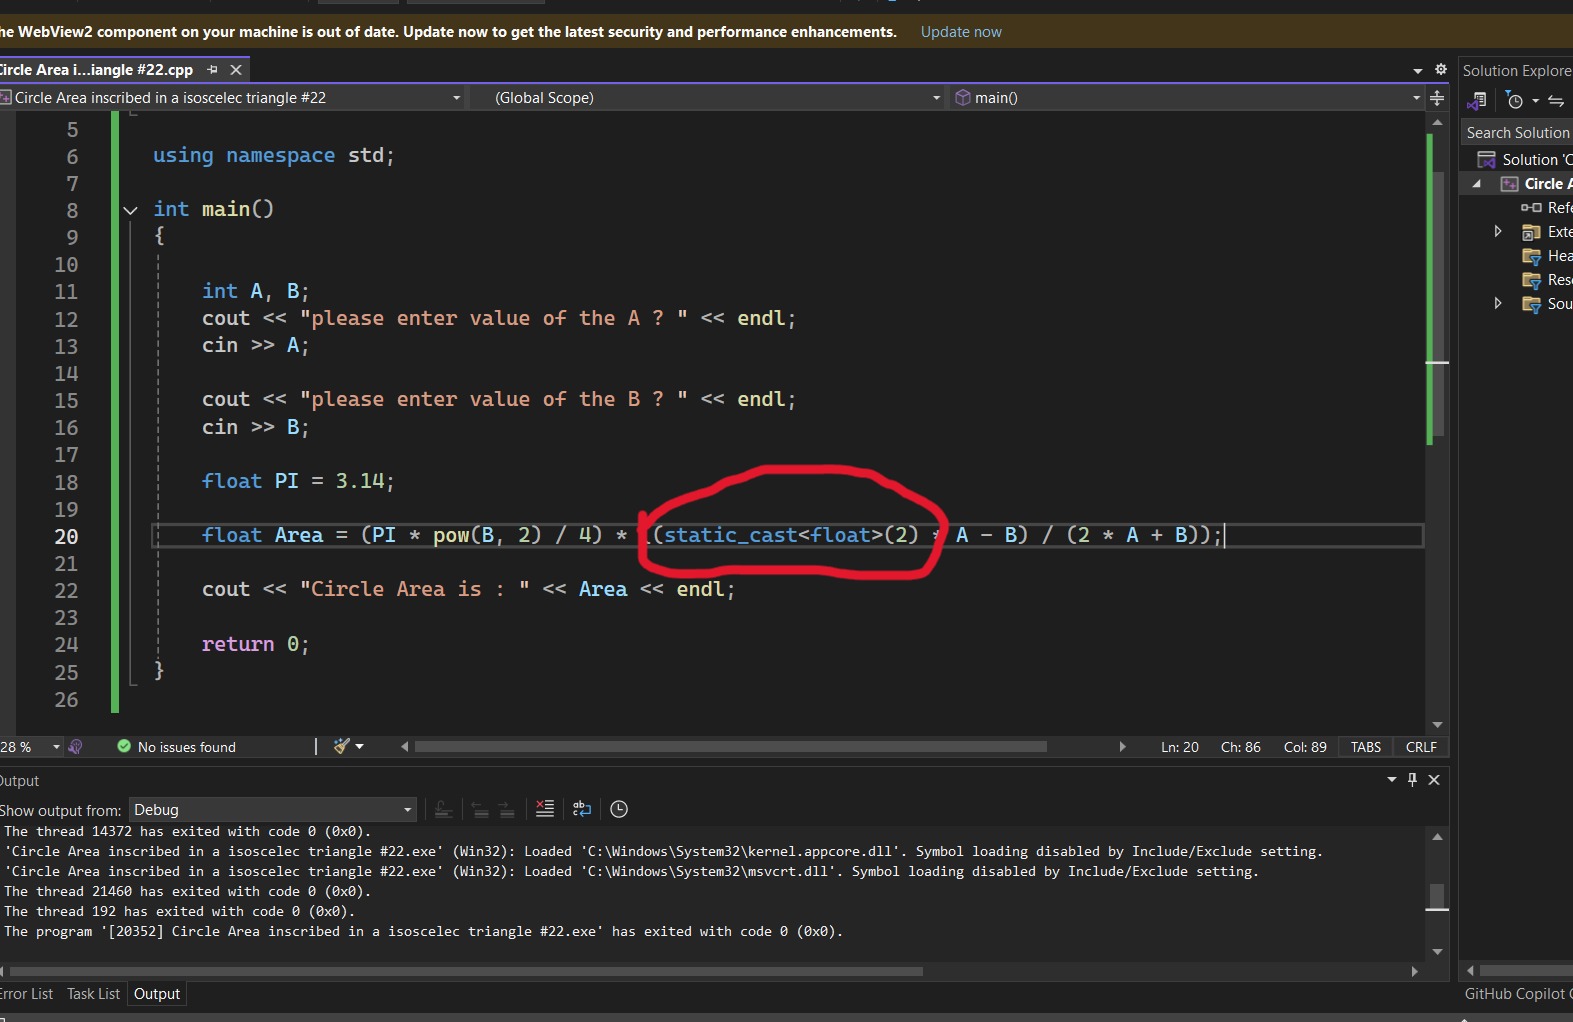 he WebView2 component on your machine is out of date. Update now to get the latest security and performance enhancements. Update now
Circle Area i...iangle #22.cpp
Solution Explore
Circle Area inscribed in a isoscelec triangle #22
(Global Scope)
main()
Search Solution
Solution 'C
Circle A
Refe
Exte
Hea
Res
Sou
5
6 using namespace std;
7
8 int main()
9 {
10
11 int A, B;
12 cout << "please enter value of the A ? " << endl;
13 cin >> A;
14
15 cout << "please enter value of the B ? " << endl;
16 cin >> B;
17
18 float PI = 3.14;
19
20 float Area = (PI * pow(B, 2) / 4) * ((static_cast<float>(2) * A - B) / (2 * A + B));
21
22 cout << "Circle Area is : " << Area << endl;
23
24 return 0;
25 }
26
28 % No issues found Ln: 20 Ch: 86 Col: 89 TABS CRLF
Output
Show output from: Debug
The thread 14372 has exited with code 0 (0x0).
'Circle Area inscribed in a isoscelec triangle #22.exe' (Win32): Loaded 'C:\Windows\System32\kernel.appcore.dll'. Symbol loading disabled by Include/Exclude setting.
'Circle Area inscribed in a isoscelec triangle #22.exe' (Win32): Loaded 'C:\Windows\System32\msvcrt.dll'. Symbol loading disabled by Include/Exclude setting.
The thread 21460 has exited with code 0 (0x0).
The thread 192 has exited with code 0 (0x0).
The program '[20352] Circle Area inscribed in a isoscelec triangle #22.exe' has exited with code 0 (0x0).
Error List Task List Output
GitHub Copilot C